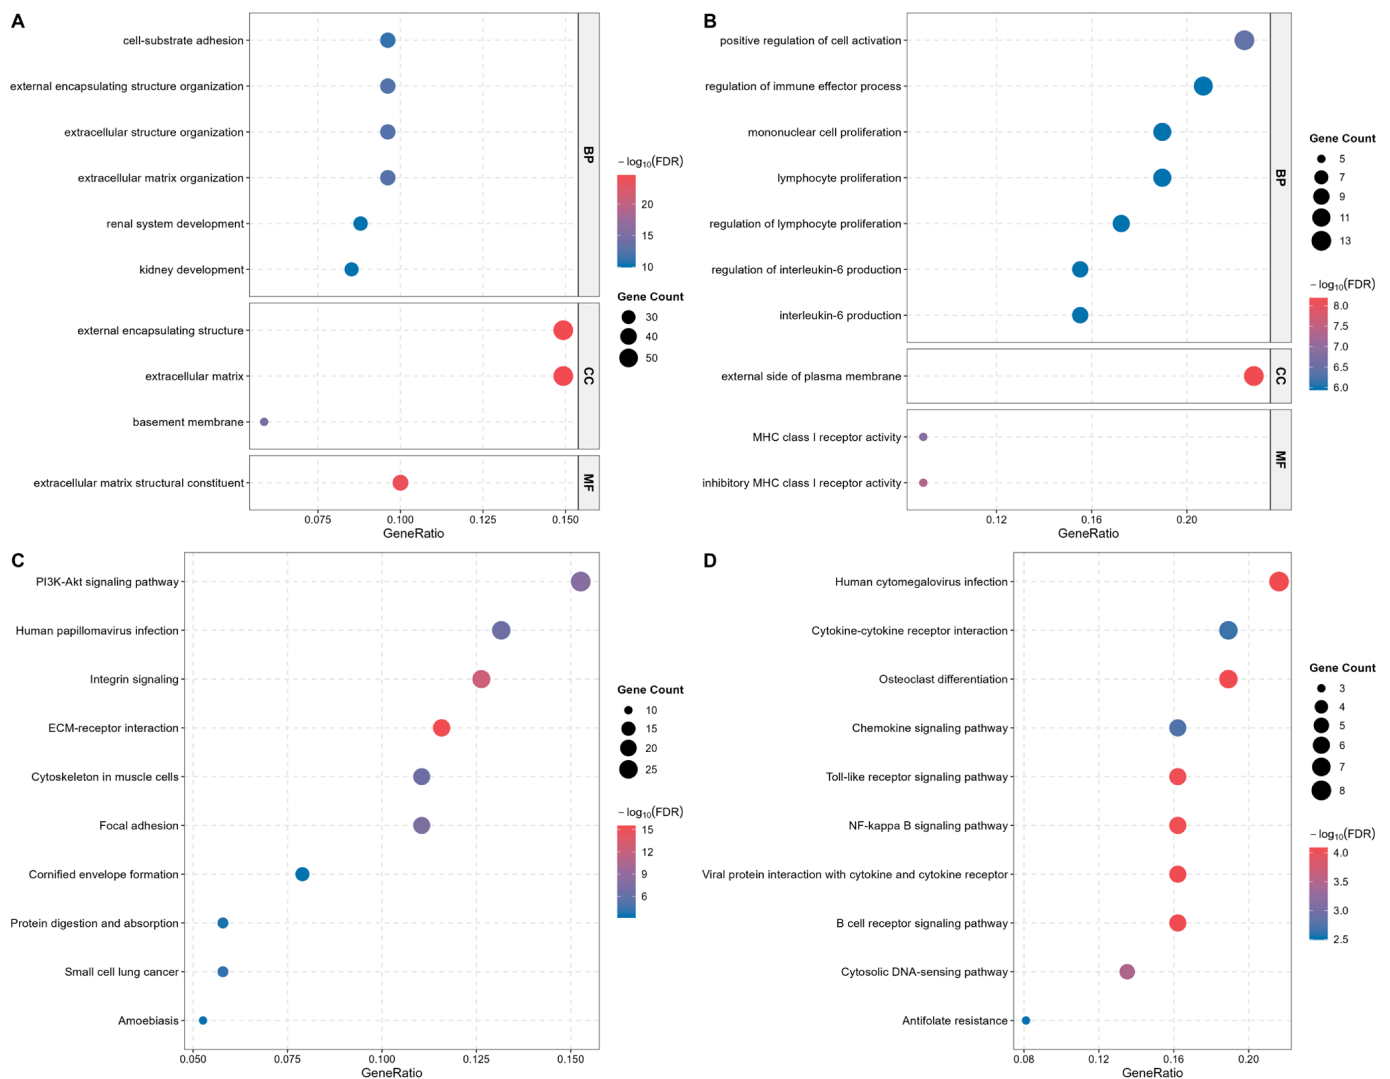 A
cell-substrate adhesion
external encapsulating structure organization
extracellular structure organization
extracellular matrix organization
renal system development
kidney development
BP
external encapsulating structure
extracellular matrix
basement membrane
CC
extracellular matrix structural constituent
MF
0.075 0.100 0.125 0.150
GeneRatio
− log10(FDR)
20
15
10
Gene Count
30
40
50
B
positive regulation of cell activation
regulation of immune effector process
mononuclear cell proliferation
lymphocyte proliferation
regulation of lymphocyte proliferation
regulation of interleukin-6 production
interleukin-6 production
BP
external side of plasma membrane
CC
MHC class I receptor activity
inhibitory MHC class I receptor activity
MF
0.12 0.16 0.20
GeneRatio
Gene Count
5
7
9
11
13
− log10(FDR)
8.0
7.5
7.0
6.5
6.0
C
PI3K-Akt signaling pathway
Human papillomavirus infection
Integrin signaling
ECM-receptor interaction
Cytoskeleton in muscle cells
Focal adhesion
Cornified envelope formation
Protein digestion and absorption
Small cell lung cancer
Amoebiasis
0.050 0.075 0.100 0.125 0.150
GeneRatio
Gene Count
10
15
20
25
− log10(FDR)
15
12
9
6
D
Human cytomegalovirus infection
Cytokine-cytokine receptor interaction
Osteoclast differentiation
Chemokine signaling pathway
Toll-like receptor signaling pathway
NF-kappa B signaling pathway
Viral protein interaction with cytokine and cytokine receptor
B cell receptor signaling pathway
Cytosolic DNA-sensing pathway
Antifolate resistance
0.08 0.12 0.16 0.20
GeneRatio
Gene Count
3
4
5
6
7
8
− log10(FDR)
4.0
3.5
3.0
2.5